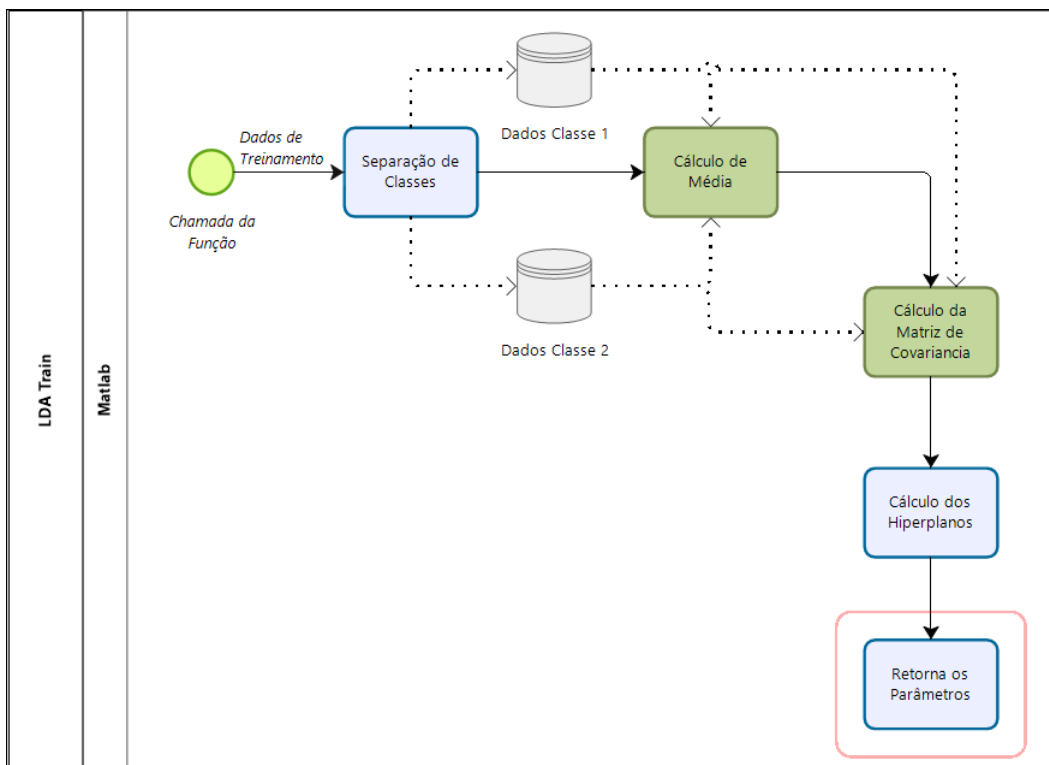 LDA Train
Matlab
Dados de
Treinamento
Chamada da
Função
Separação de
Classes
Dados Classe 1
Dados Classe 2
Cálculo de
Média
Cálculo da
Matriz de
Covariancia
Cálculo dos
Hiperplanos
Retorna os
Parâmetros